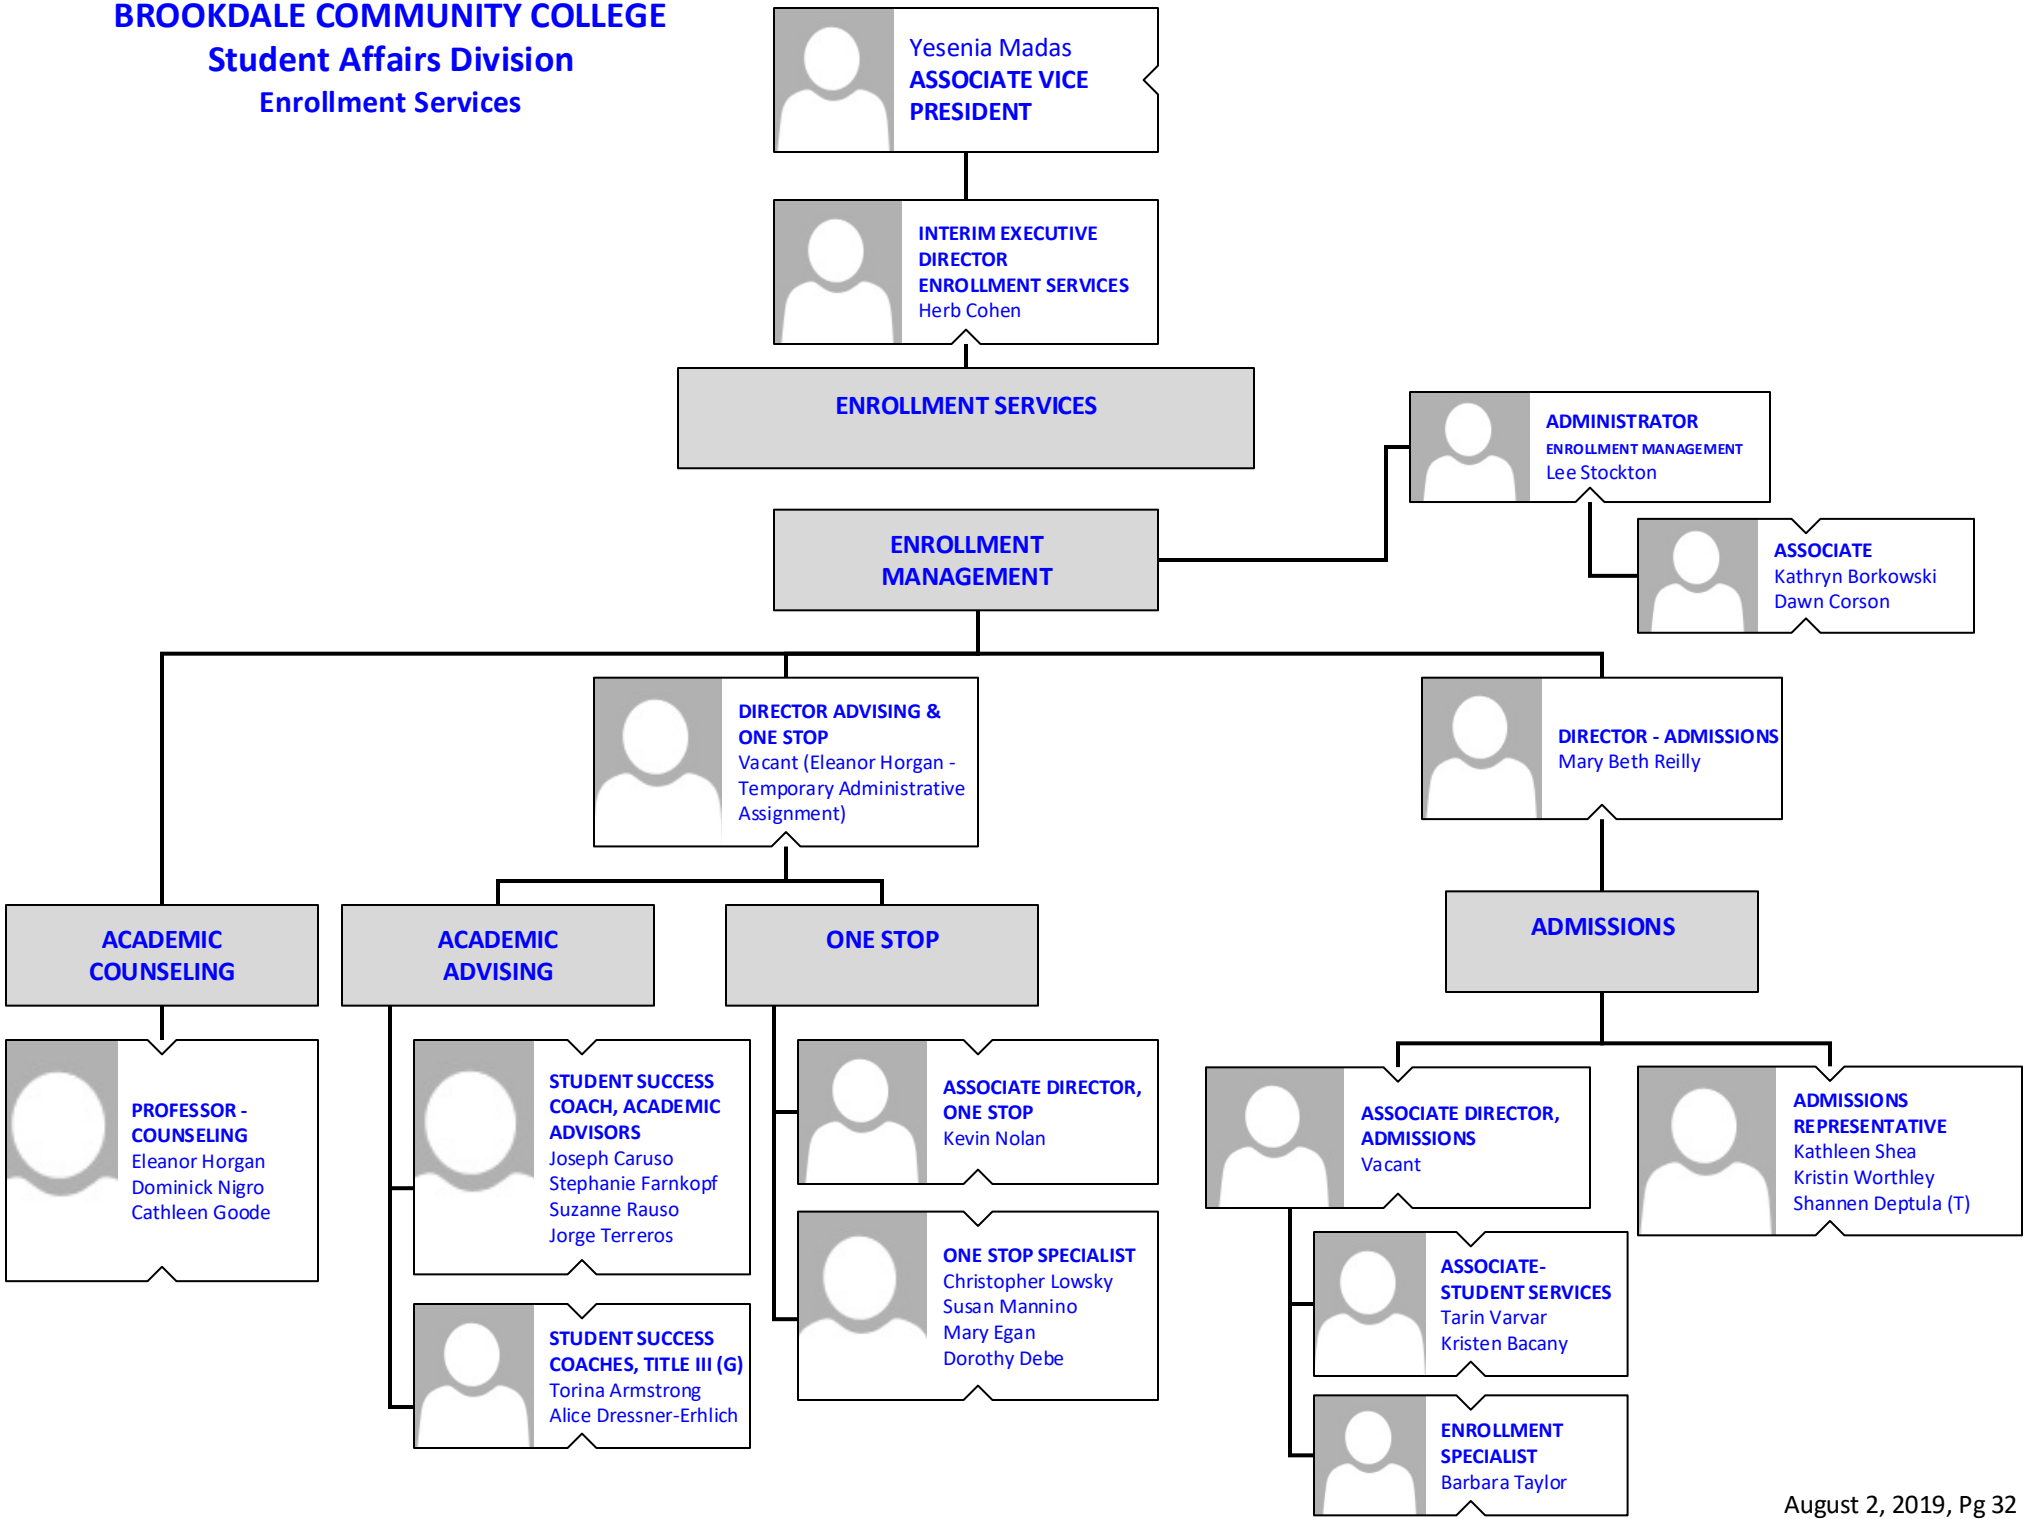 BROOKDALE COMMUNITY COLLEGE
Student Affairs Division
Enrollment Services
Yesenia Madas
ASSOCIATE VICE
PRESIDENT
INTERIM EXECUTIVE
DIRECTOR
ENROLLMENT SERVICES
Herb Cohen
ENROLLMENT SERVICES
ADMINISTRATOR
ENROLLMENT MANAGEMENT
Lee Stockton
ENROLLMENT
MANAGEMENT
ASSOCIATE
Kathryn Borkowski
Dawn Corson
DIRECTOR ADVISING &
ONE STOP
Vacant (Eleanor Horgan -
Temporary Administrative
Assignment)
DIRECTOR - ADMISSIONS
Mary Beth Reilly
ACADEMIC
COUNSELING
ACADEMIC
ADVISING
ONE STOP
ADMISSIONS
PROFESSOR -
COUNSELING
Eleanor Horgan
Dominick Nigro
Cathleen Goode
STUDENT SUCCESS
COACH, ACADEMIC
ADVISORS
Joseph Caruso
Stephanie Farnkopf
Suzanne Rauso
Jorge Terreros
STUDENT SUCCESS
COACHES, TITLE III (G)
Torina Armstrong
Alice Dressner-Erhlich
ASSOCIATE DIRECTOR,
ONE STOP
Kevin Nolan
ONE STOP SPECIALIST
Christopher Lowsky
Susan Mannino
Mary Egan
Dorothy Debe
ASSOCIATE DIRECTOR,
ADMISSIONS
Vacant
ADMISSIONS
REPRESENTATIVE
Kathleen Shea
Kristin Worthley
Shannen Deptula (T)
ASSOCIATE-
STUDENT SERVICES
Tarin Varvar
Kristen Bacany
ENROLLMENT
SPECIALIST
Barbara Taylor
August 2, 2019, Pg 32